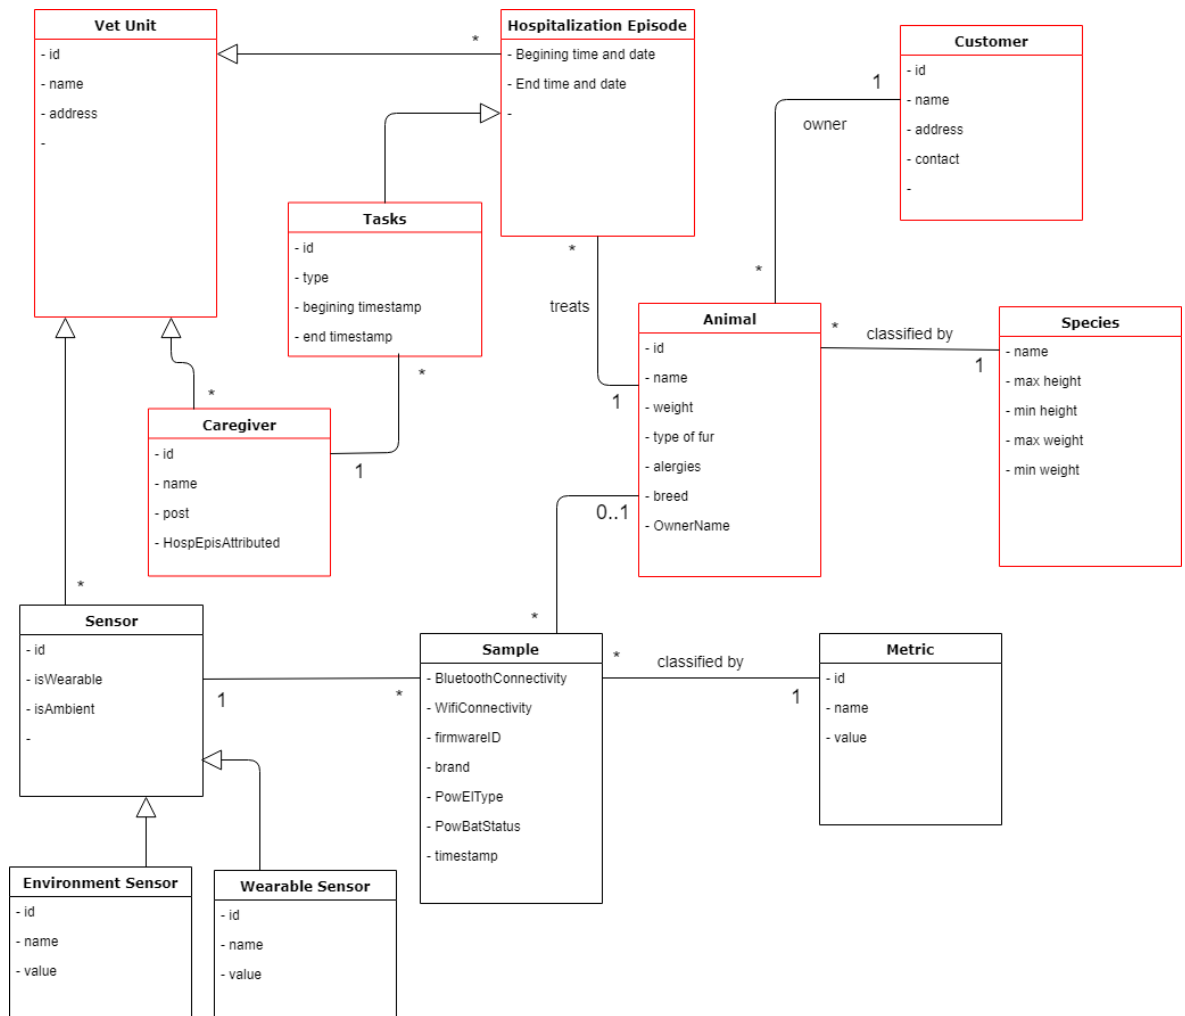 Vet Unit
- id
- name
- address
-
*
Hospitalization Episode
- Begining time and date
- End time and date
-
Customer
- id
- name
- address
- contact
-
1
owner
*
Tasks
- id
- type
- begining timestamp
- end timestamp
*
*
treats
1
Animal
- id
- name
- weight
- type of fur
- alergies
- breed
- OwnerName
*
classified by
1
Species
- name
- max height
- min height
- max weight
- min weight
*
Caregiver
- id
- name
- post
- HospEpisAttributed
1
0..1
*
*
Sensor
- id
- isWearable
- isAmbient
-
1
*
Sample
- BluetoothConnectivity
- WifiConnectivity
- firmwareID
- brand
- PowElType
- PowBatStatus
- timestamp
*
classified by
1
Metric
- id
- name
- value
Environment Sensor
- id
- name
- value
Wearable Sensor
- id
- name
- value